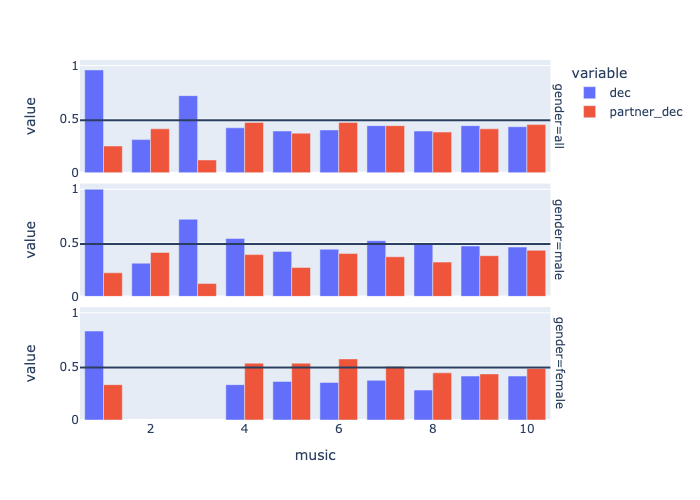 variable
dec
partner_dec
1
0.5
0
value
gender=all
1
0.5
0
value
gender=male
1
0.5
0
value
gender=female
2
4
6
8
10
music